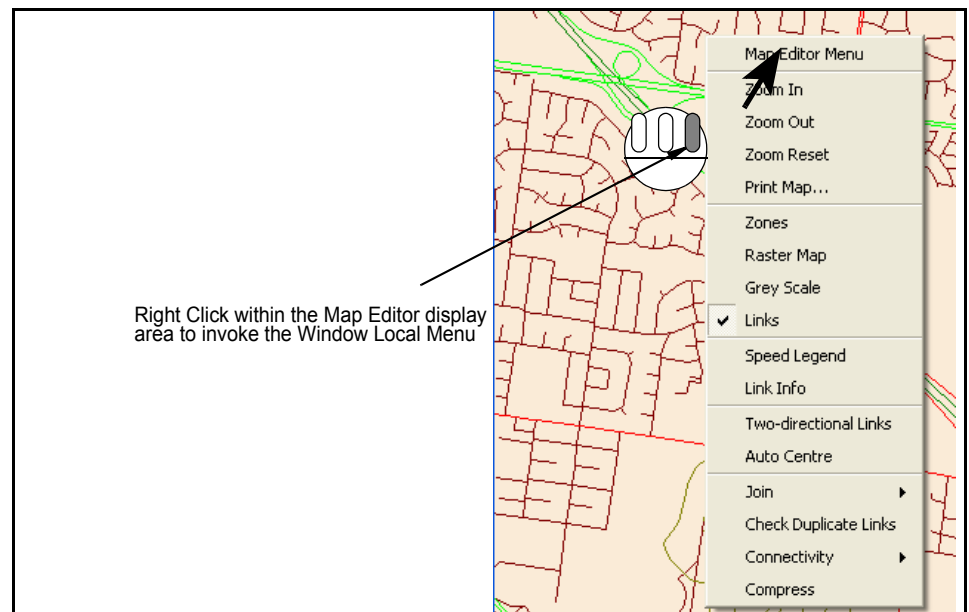 Map Editor Menu
Zoom In
Zoom Out
Zoom Reset
Print Map...
Zones
Raster Map
Grey Scale
Links
Speed Legend
Link Info
Two-directional Links
Auto Centre
Join
Check Duplicate Links
Connectivity
Compress
Right Click within the Map Editor display
area to invoke the Window Local Menu